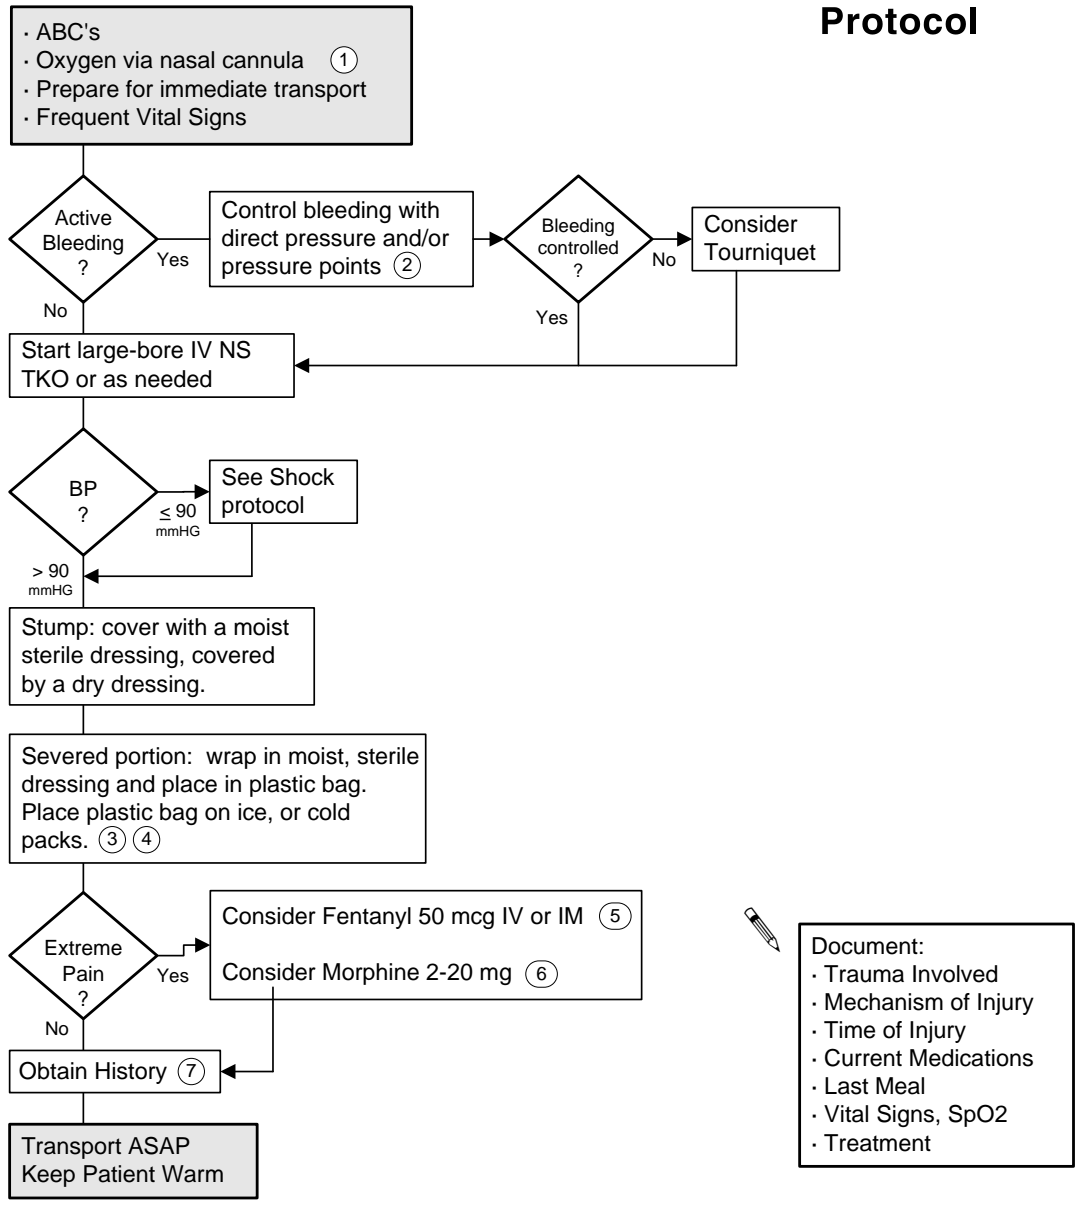 Protocol
· ABC's
· Oxygen via nasal cannula 1
· Prepare for immediate transport
· Frequent Vital Signs
Active
Bleeding
?
Yes
No
Control bleeding with
direct pressure and/or
pressure points 2
Bleeding
controlled
?
No
Yes
Consider
Tourniquet
Start large-bore IV NS
TKO or as needed
BP
?
≤ 90
mmHG
> 90
mmHG
See Shock
protocol
Stump: cover with a moist
sterile dressing, covered
by a dry dressing.
Severed portion: wrap in moist, sterile
dressing and place in plastic bag.
Place plastic bag on ice, or cold
packs. 3 4
Extreme
Pain
?
Yes
No
Consider Fentanyl 50 mcg IV or IM 5
Consider Morphine 2-20 mg 6
Obtain History 7
Transport ASAP
Keep Patient Warm
Document:
· Trauma Involved
· Mechanism of Injury
· Time of Injury
· Current Medications
· Last Meal
· Vital Signs, SpO2
· Treatment